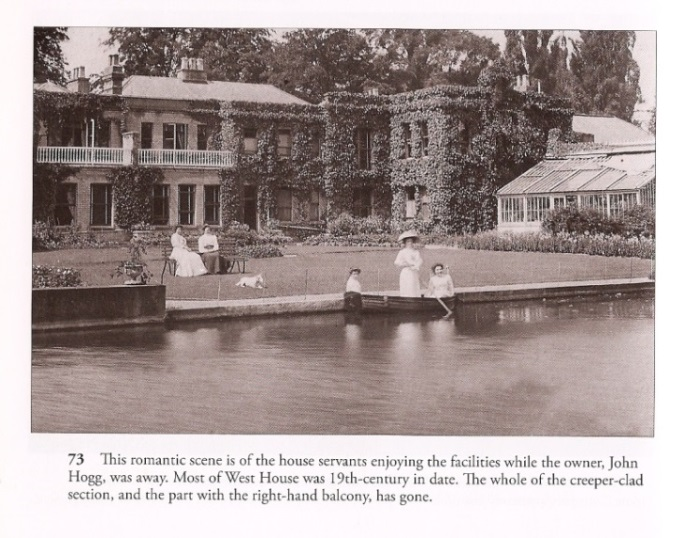 73 This romantic scene is of the house servants enjoying the facilities while the owner, John
Hogg, was away. Most of West House was 19th-century in date. The whole of the creeper-clad
section, and the part with the right-hand balcony, has gone.